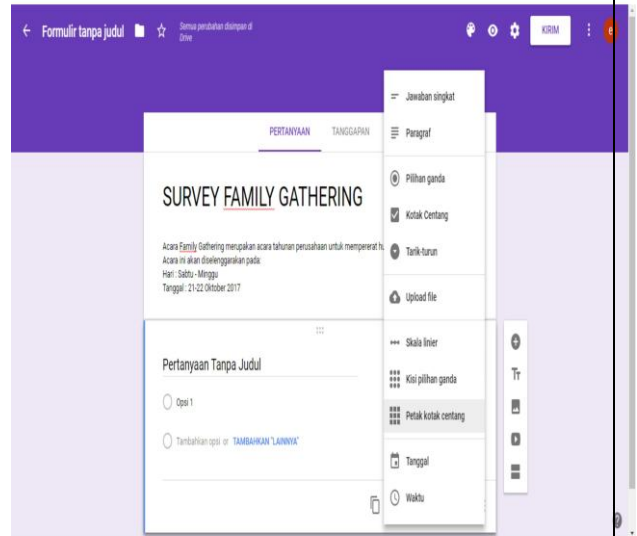 Formulir tanpa judul
Semua perubahan disimpan di
Drive
KIRIM
e
PERTANYAAN TANGGAPAN
SURVEY FAMILY GATHERING
Acara Family Gathering merupakan acara tahunan perusahaan untuk mempererat hu
Acara ini akan diselenggarakan pada:
Hari : Sabtu - Minggu
Tanggal : 21-22 Oktober 2017
Pertanyaan Tanpa Judul
Opsi 1
Tambahkan opsi or TAMBAHKAN "LAINNYA"
Jawaban singkat
Paragraf
Pilihan ganda
Kotak Centang
Tarik-turun
Upload file
Skala linier
Kisi pilihan ganda
Petak kotak centang
Tanggal
Waktu
Tт